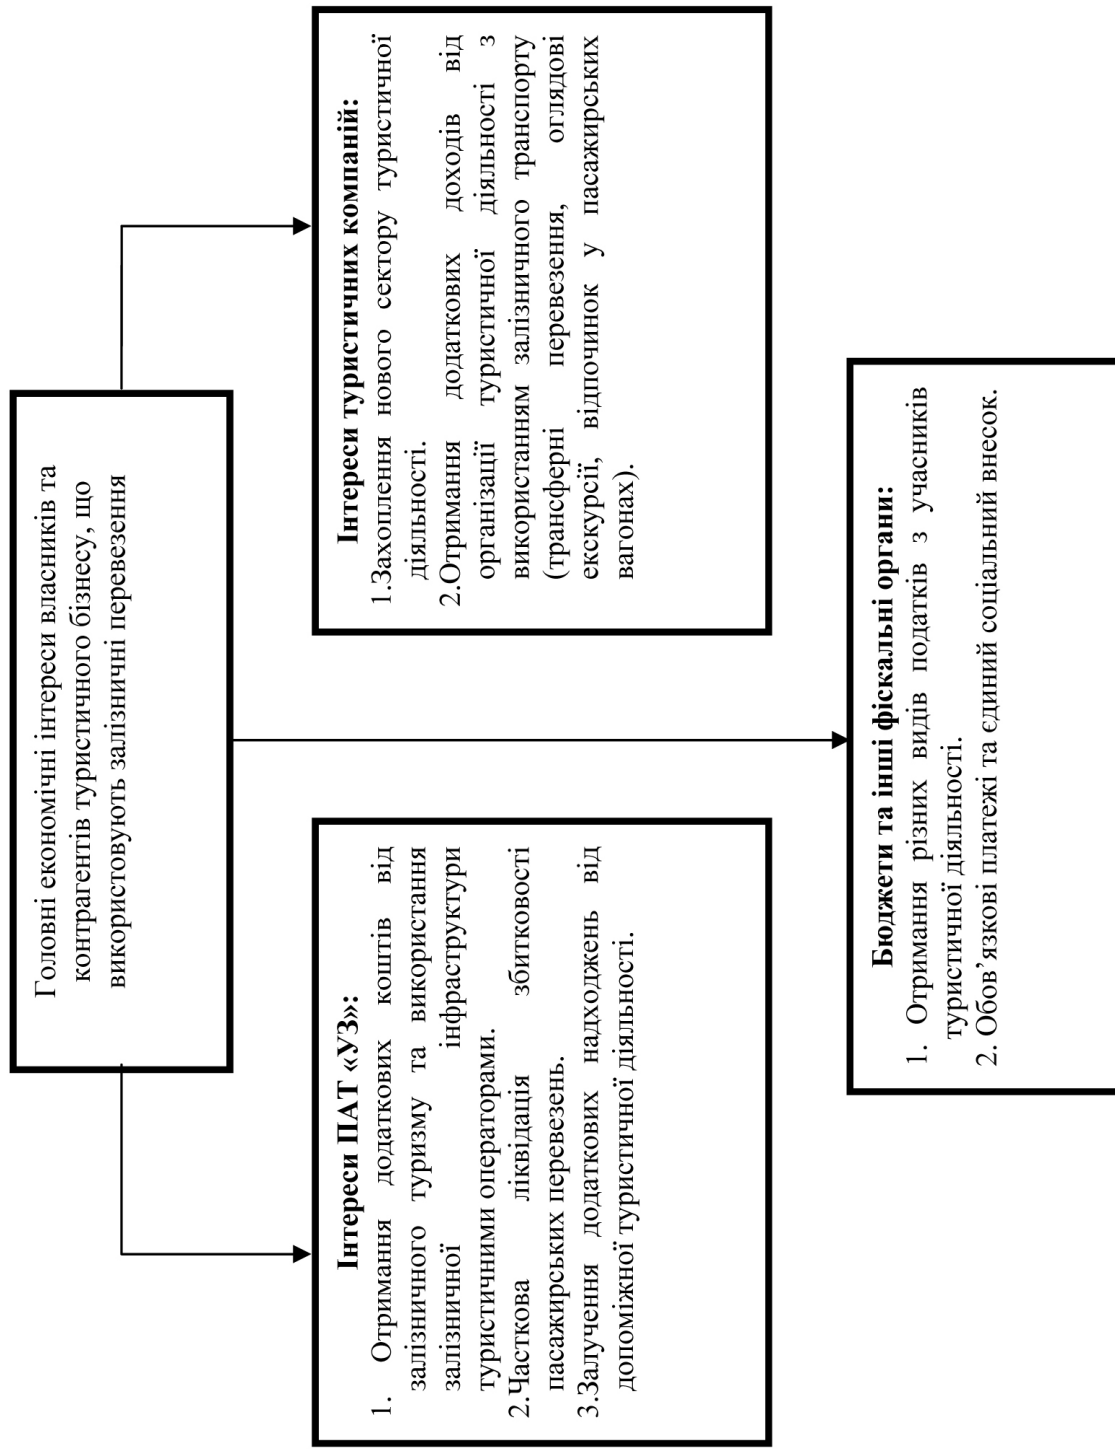 Головні економічні інтереси власників та
контрагентів туристичного бізнесу, що
використовують залізничні перевезення
Інтереси ПАТ «УЗ»:
1. Отримання додаткових коштів від
залізничного туризму та використання
залізничної інфраструктури
туристичними операторами.
2.Часткова ліквідація збитковості
пасажирських перевезень.
3.Залучення додаткових надходжень від
допоміжної туристичної діяльності.
Інтереси туристичних компаній:
1.Захоплення нового сектору туристичної
діяльності.
2.Отримання додаткових доходів від
організації туристичної діяльності з
використанням залізничного транспорту
(трансферні перевезення, оглядові
екскурсії, відпочинок у пасажирських
вагонах).
Бюджети та інші фіскальні органи:
1. Отримання різних видів податків з учасників
туристичної діяльності.
2. Обов’язкові платежі та єдиний соціальний внесок.